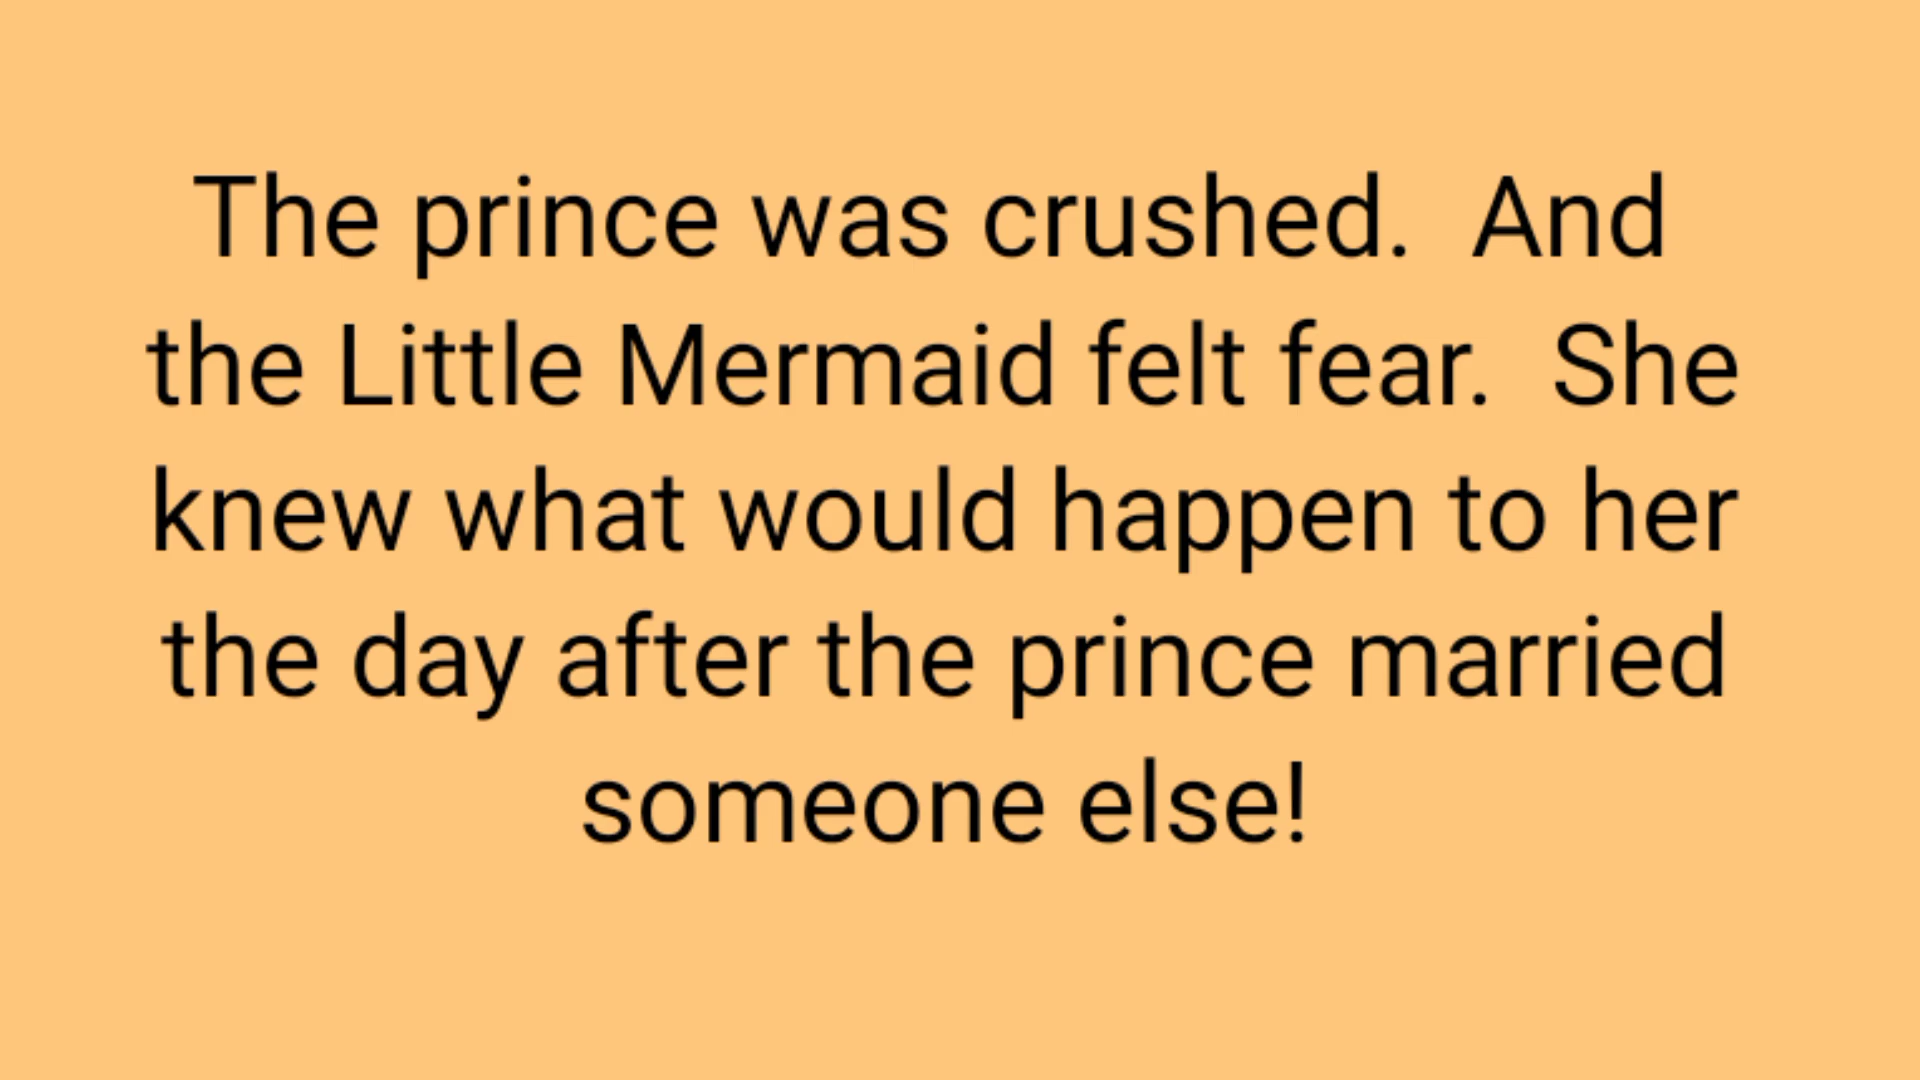 The prince was crushed.  And
the Little Mermaid felt fear.  She
knew what would happen to her
the day after the prince married
someone else!